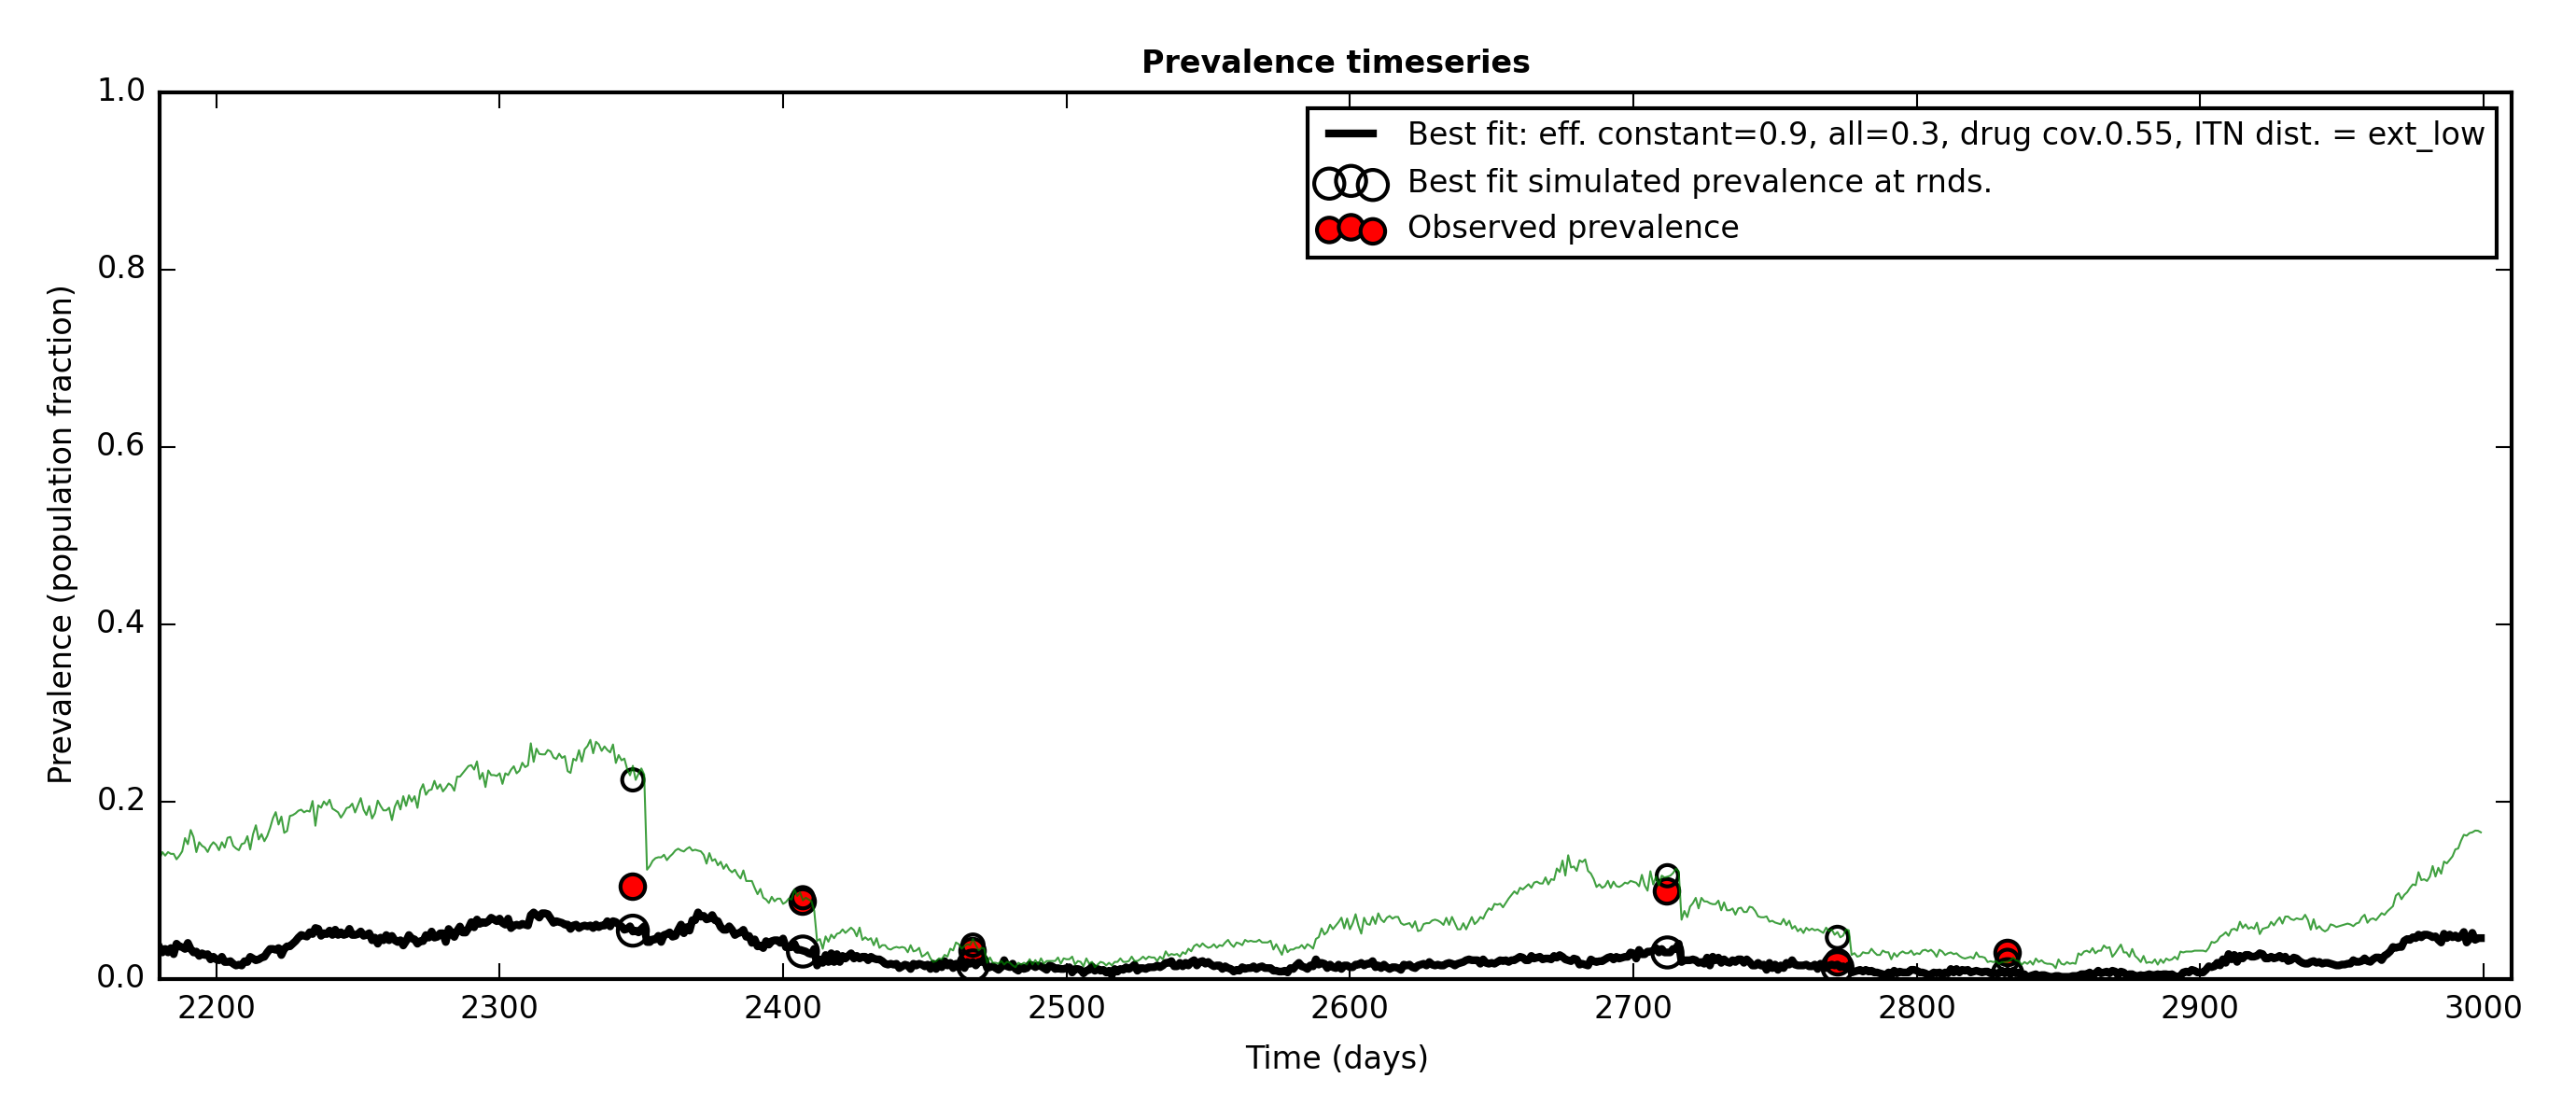 Prevalence timeseries
1.0
0.8
0.6
0.4
0.2
0.0
Prevalence (population fraction)
Best fit: eff. constant=0.9, all=0.3, drug cov.0.55, ITN dist. = ext_low
Best fit simulated prevalence at rnds.
Observed prevalence
2200 2300 2400 2500 2600 2700 2800 2900 3000
Time (days)